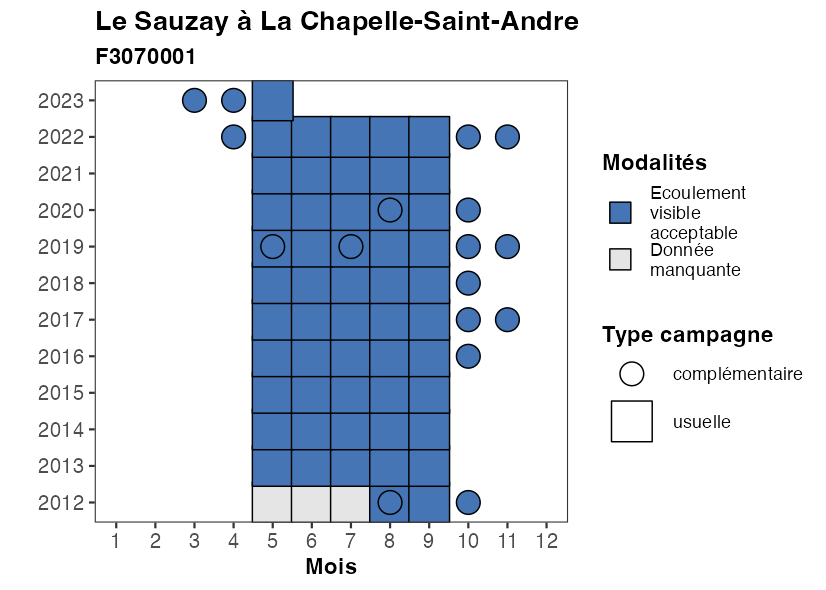 Le Sauzay à La Chapelle-Saint-Andre
F3070001
2023
2022
2021
2020
2019
2018
2017
2016
2015
2014
2013
2012
1 2 3 4 5 6 7 8 9 10 11 12
Mois
Modalités
Ecoulement
visible
acceptable
Donnée
manquante
Type campagne
complémentaire
usuelle